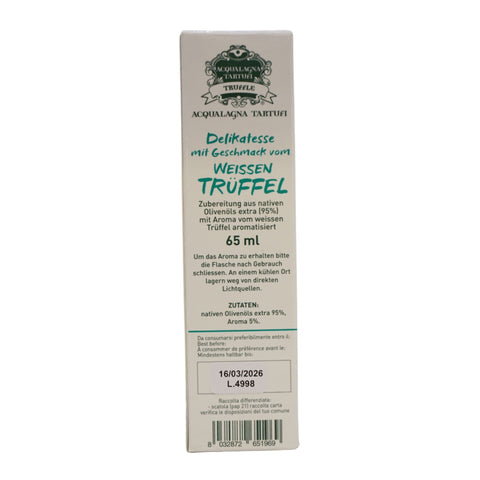 ACQUALAGNA
TARTUFI
TRUFFLE
ACQUALAGNA TARTUFI
Delikatesse
mit Geschmack vom
WEISSEN
TRÜFFEL
Zubereitung aus nativen
Olivenöls extra (95%)
mit Aroma vom weissen
Trüffel aromatisiert
65 ml
Um das Aroma zu erhalten bitte
die Flasche nach Gebrauch
schliessen. An einem kühlen Ort
lagern weg von direkten
Lichtquellen.
ZUTATEN:
nativen Olivenöls extra 95%,
Aroma 5%.
Da consumarsi preferibilmente entro il:
Best before:
À consommer de préférence avant le:
Mindestens haltbar bis:
16/03/2026
L.4998
Raccolta differenziata:
scatola (pap 21) raccolta carta
verifica le disposizioni del tuo comune
8 032872 651969